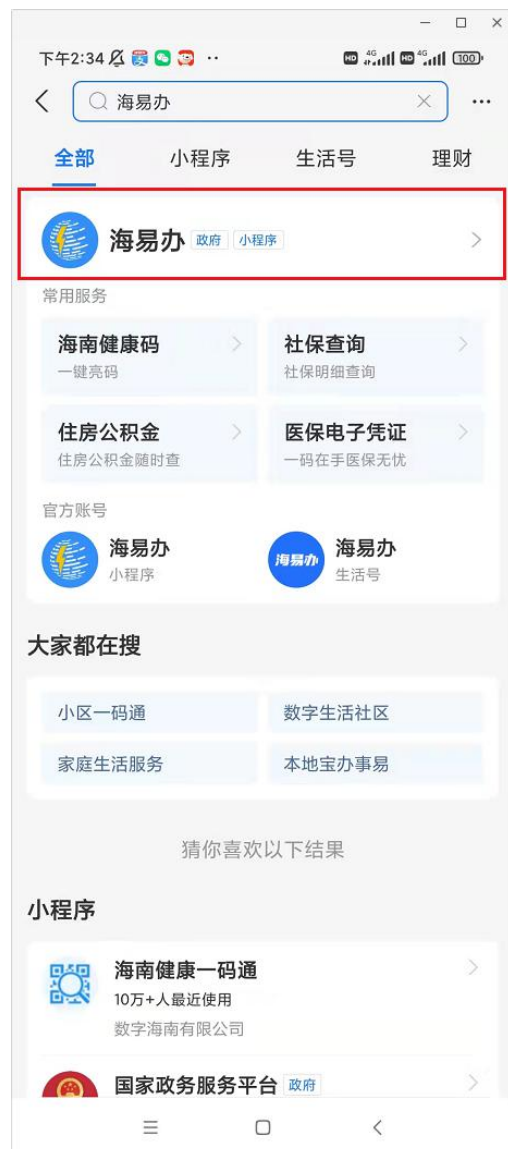 下午2:34 ·· HD 4G HD 4G 100
海易办
全部 小程序 生活号 理财
海易办 政府 小程序
常用服务
海南健康码 社保查询
一键亮码 社保明细查询
住房公积金 医保电子凭证
住房公积金随时查 一码在手医保无忧
官方账号
海易办 海易办 海易办
小程序 生活号
大家都在搜
小区一码通 数字生活社区
家庭生活服务 本地宝办事易
猜你喜欢以下结果
小程序
海南健康一码通
10万+人最近使用
数字海南有限公司
国家政务服务平台 政府